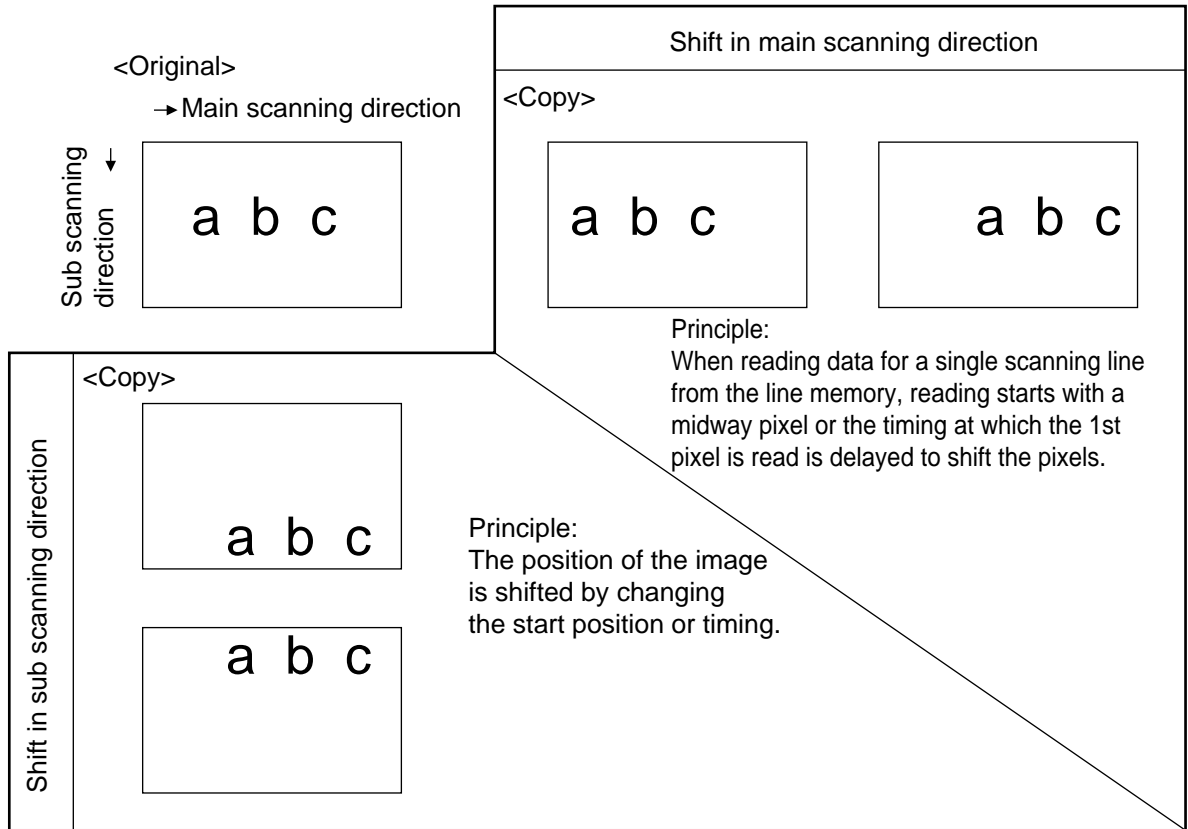 <Original>
Main scanning direction
Sub scanning
direction
a b c
Shift in main scanning direction
<Copy>
a b c
a b c
Principle:
When reading data for a single scanning line
from the line memory, reading starts with a
midway pixel or the timing at which the 1st
pixel is read is delayed to shift the pixels.
Shift in sub scanning direction
<Copy>
a b c
a b c
Principle:
The position of the image
is shifted by changing
the start position or timing.